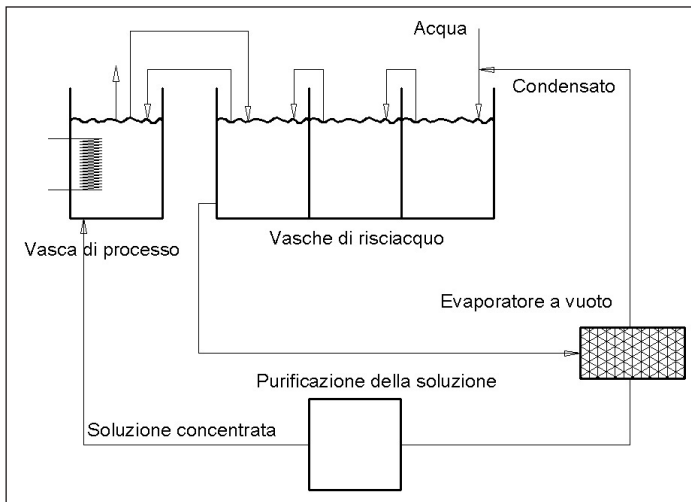 Acqua
Condensato
Vasca di processo
Vasche di risciacquo
Evaporatore a vuoto
Purificazione della soluzione
Soluzione concentrata